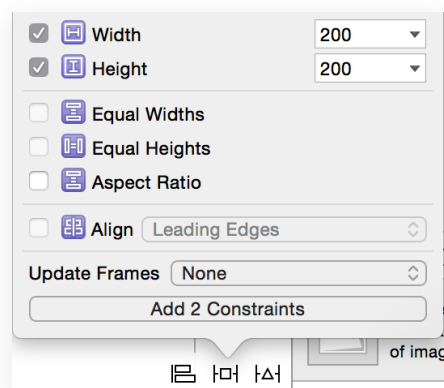 Width 200
Height 200
Equal Widths
Equal Heights
Aspect Ratio
Align Leading Edges
Update Frames None
Add 2 Constraints
of imag